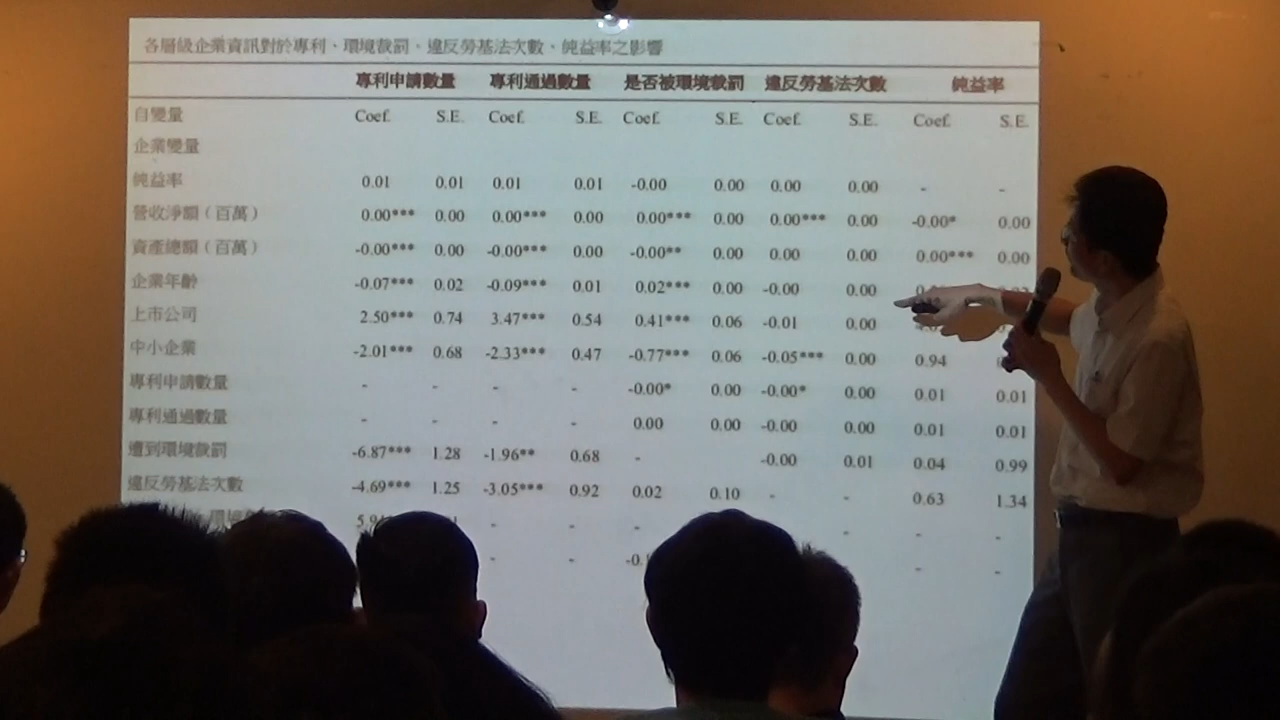 各層級企業資訊對於專利、環境裁罰、違反勞基法次數、純益率之影響
專利申請數量 專利通過數量 是否被環境裁罰 違反勞基法次數 純益率
自變量 Coef. S.E. Coef. S.E. Coef. S.E. Coef. S.E. Coef. S.E.
企業變量
純益率 0.01 0.01 0.01 0.01 -0.00 0.00 0.00 0.00 - -
營收淨額（百萬） 0.00*** 0.00 0.00*** 0.00 0.00*** 0.00 0.00*** 0.00 -0.00* 0.00
資產總額（百萬） -0.00*** 0.00 -0.00*** 0.00 -0.00** 0.00 0.00 0.00 0.00*** 0.00
企業年齡 -0.07*** 0.02 -0.09*** 0.01 0.02*** 0.00 -0.00 0.00
上市公司 2.50*** 0.74 3.47*** 0.54 0.41*** 0.06 -0.01 0.00
中小企業 -2.01*** 0.68 -2.33*** 0.47 -0.77*** 0.06 -0.05*** 0.00 0.94
專利申請數量 - - - - -0.00* 0.00 -0.00* 0.00 0.01 0.01
專利通過數量 - - - - 0.00 0.00 -0.00 0.00 0.01 0.01
遭到環境裁罰 -6.87*** 1.28 -1.96** 0.68 - -0.00 0.01 0.04 0.99
違反勞基法次數 -4.69*** 1.25 -3.05*** 0.92 0.02 0.10 - - 0.63 1.34
- - - - -
- - - -